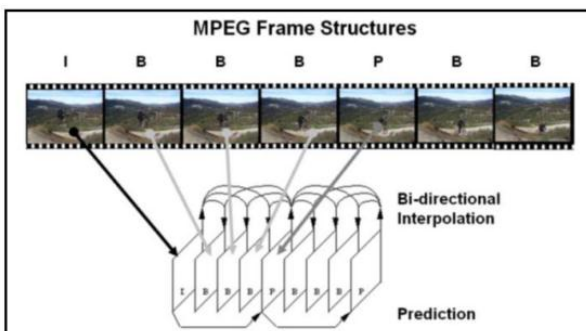 MPEG Frame Structures
I B B B P B B
Bi-directional
Interpolation
I B B B P B B B P
Prediction